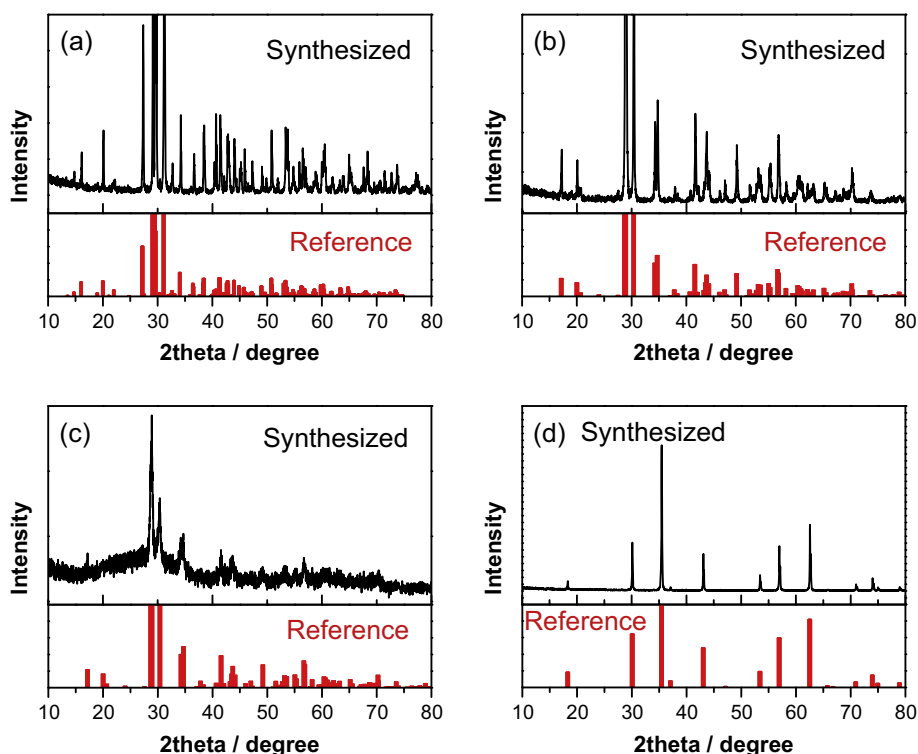 (a)
Synthesized
Intensity
Reference
10 20 30 40 50 60 70 80
2theta / degree
(b)
Synthesized
Intensity
Reference
10 20 30 40 50 60 70 80
2theta / degree
(c)
Synthesized
Intensity
Reference
10 20 30 40 50 60 70 80
2theta / degree
(d)
Synthesized
Intensity
Reference
10 20 30 40 50 60 70 80
2theta / degree